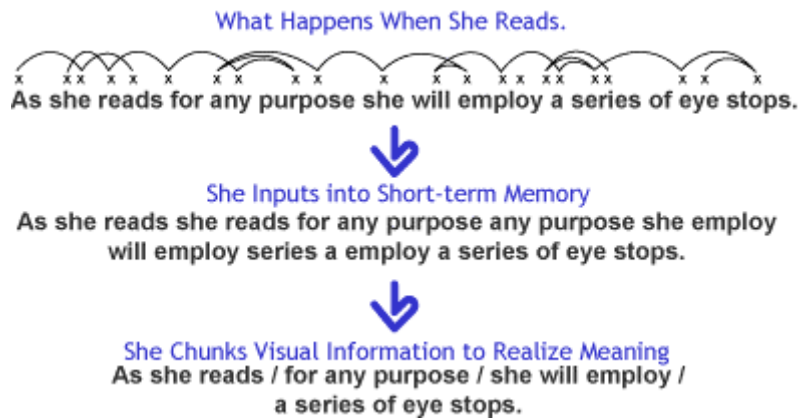 What Happens When She Reads.
x x x x x x x x x x x x x x x x x x x x x
As she reads for any purpose she will employ a series of eye stops.
She Inputs into Short-term Memory
As she reads she reads for any purpose any purpose she employ
will employ series a employ a series of eye stops.
She Chunks Visual Information to Realize Meaning
As she reads / for any purpose / she will employ /
a series of eye stops.